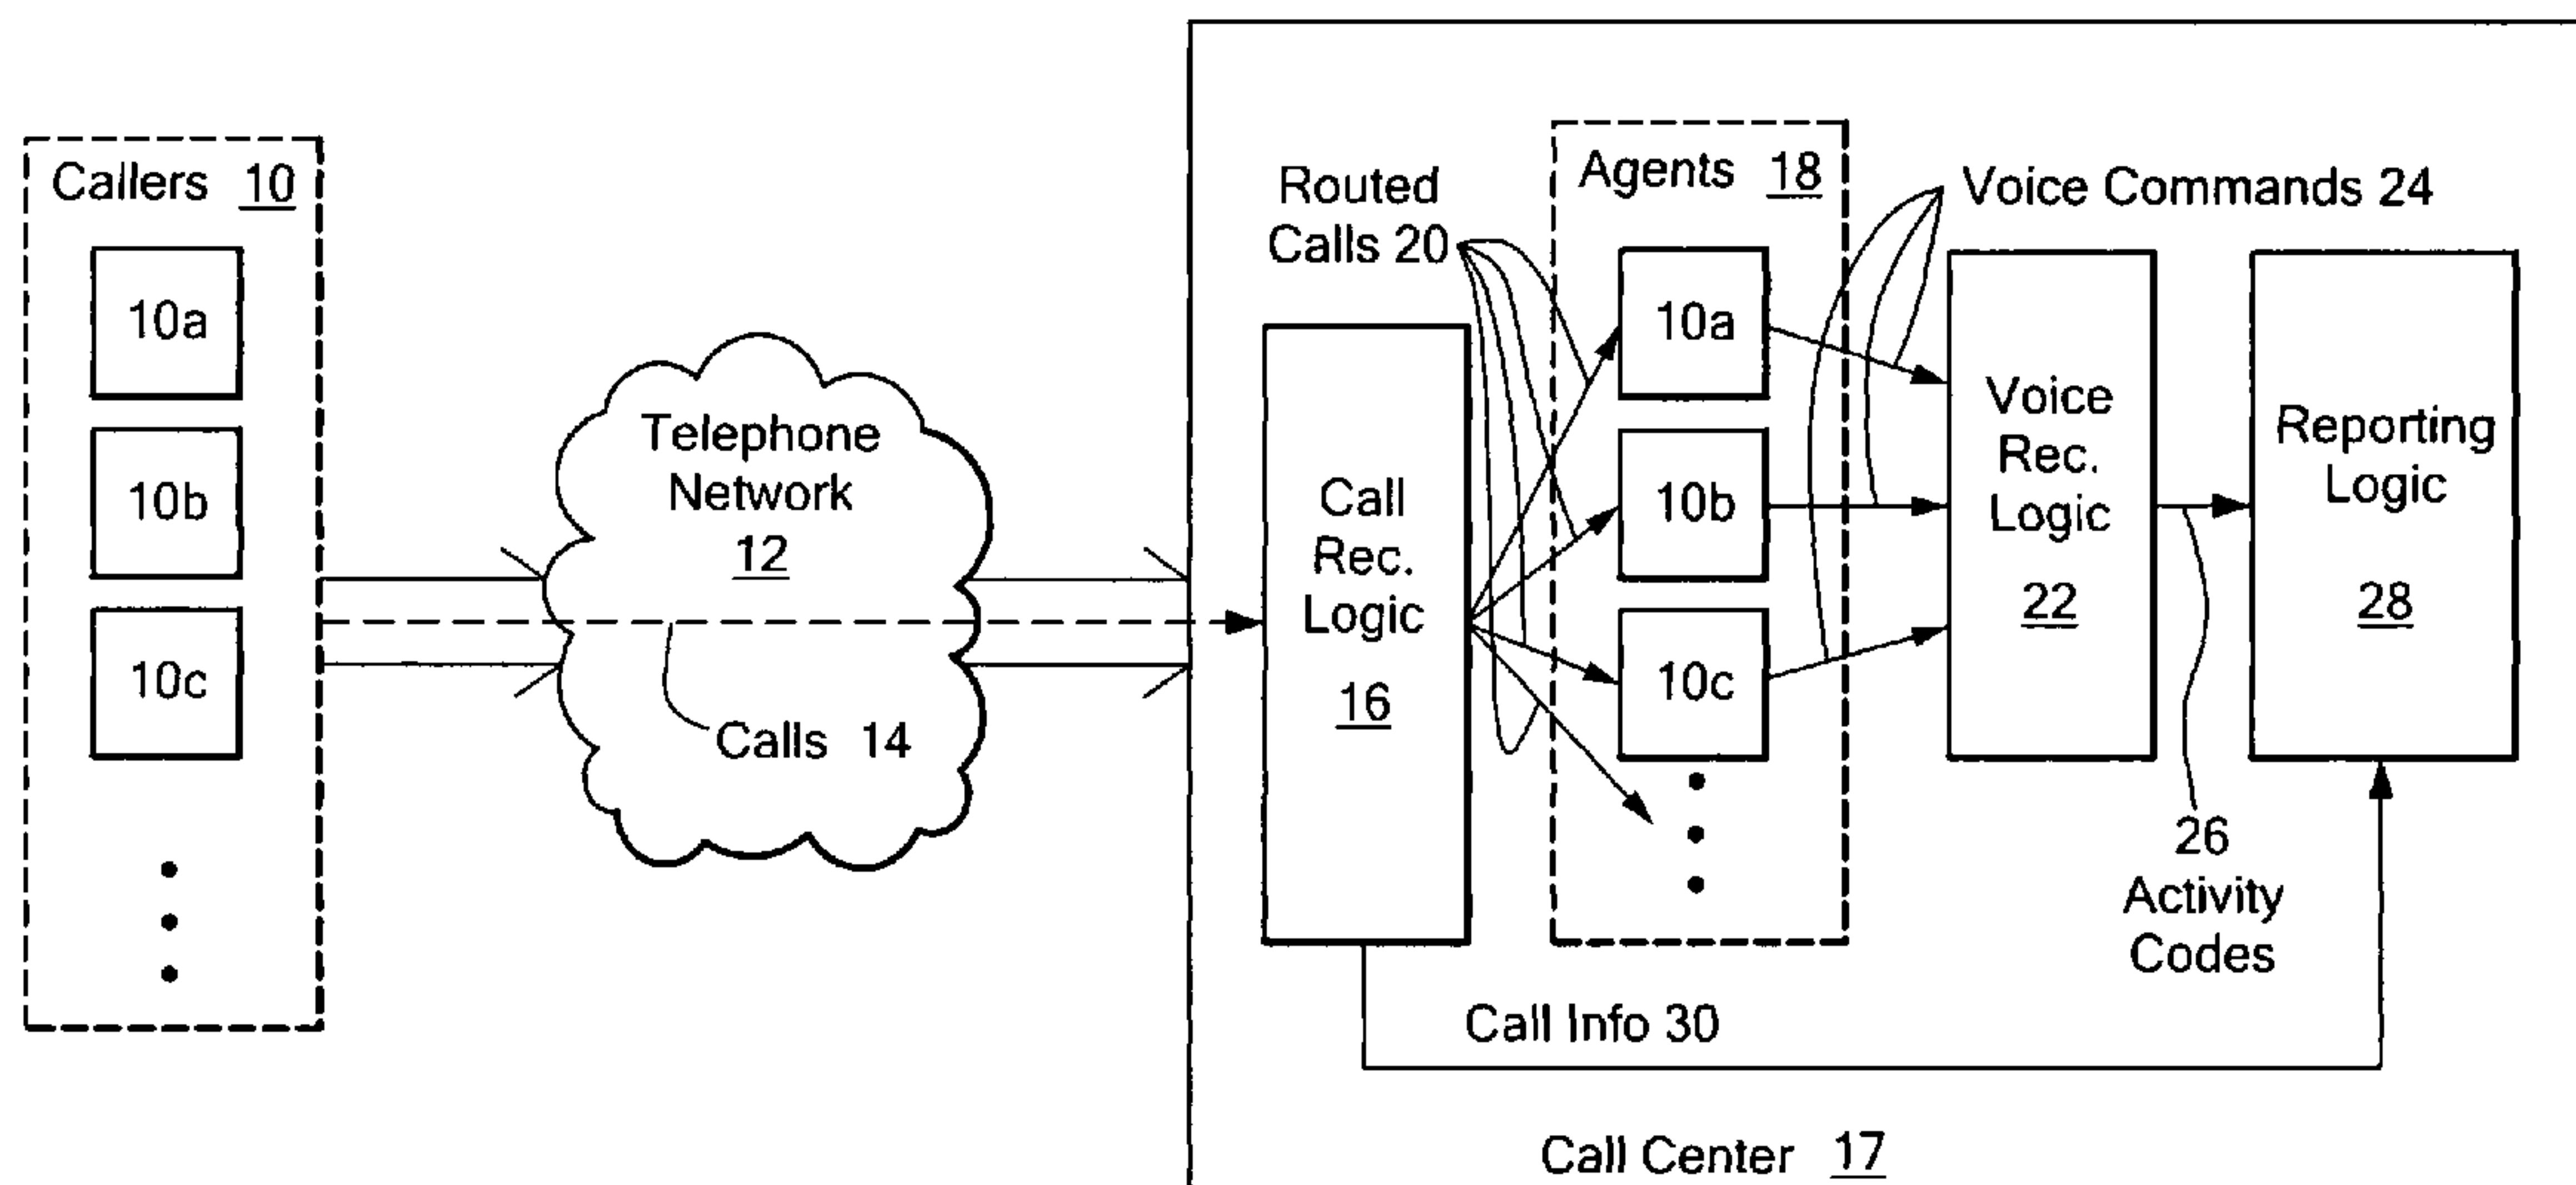 Callers 10
10a
10b
10c
Telephone
Network
12
Calls 14
Routed
Calls 20
Call
Rec.
Logic
16
Agents 18
10a
10b
10c
Voice Commands 24
Voice
Rec.
Logic
22
Reporting
Logic
28
26
Activity
Codes
Call Info 30
Call Center 17